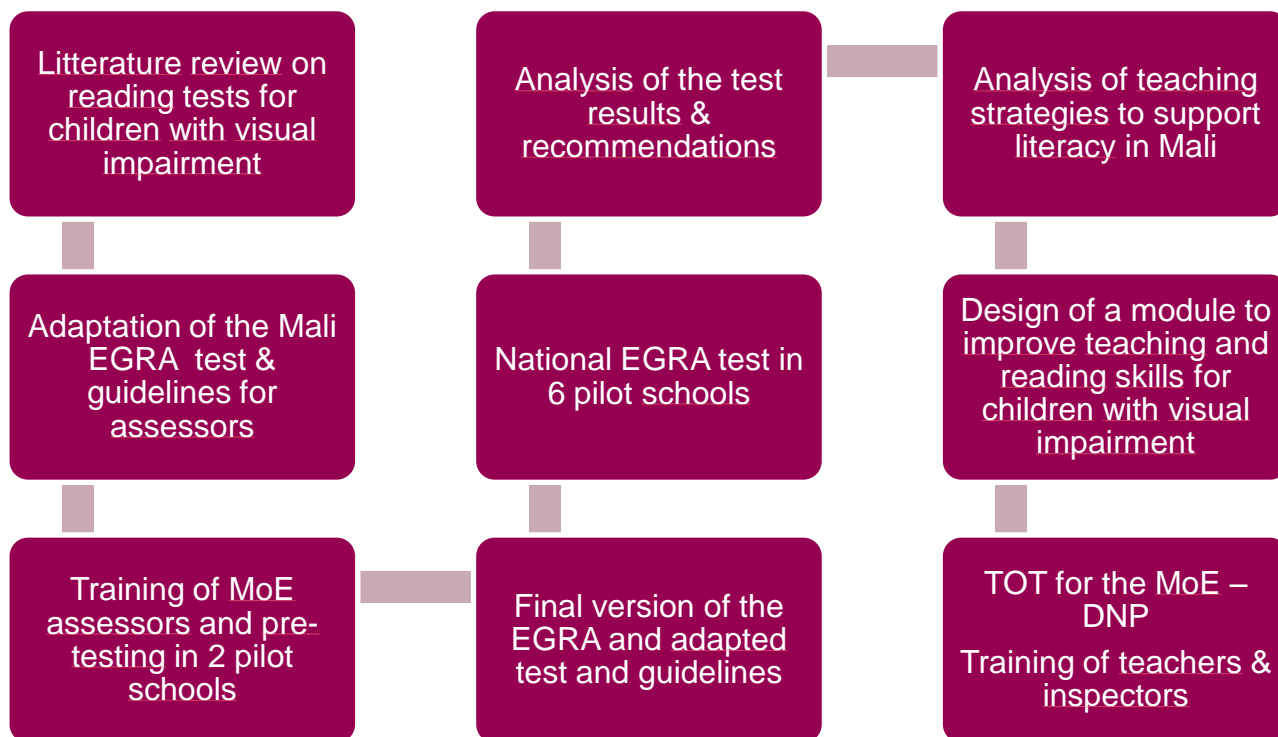 Litterature review on
reading tests for
children with visual
impairment
Adaptation of the Mali
EGRA test &
guidelines for
assessors
Training of MoE
assessors and pre-
testing in 2 pilot
schools
Final version of the
EGRA and adapted
test and guidelines
National EGRA test in
6 pilot schools
Analysis of the test
results &
recommendations
Analysis of teaching
strategies to support
literacy in Mali
Design of a module to
improve teaching and
reading skills for
children with visual
impairment
TOT for the MoE –
DNP
Training of teachers &
inspectors